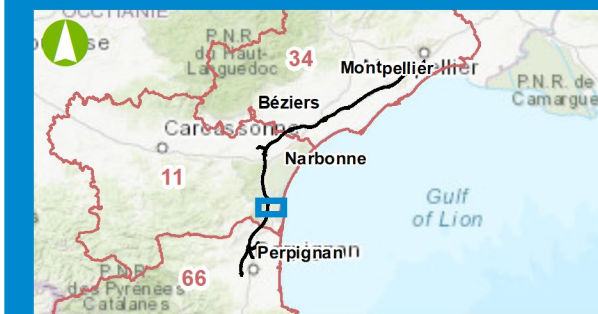 OCCITANIE
P.N.R.
du Haut-
Languedoc
34
Montpellier
P.N.R. de
Camargue
Béziers
Carcassonne
Narbonne
11
Gulf
of Lion
Perpignan
66
P.N.R.
des Pyrénées
Catalanes